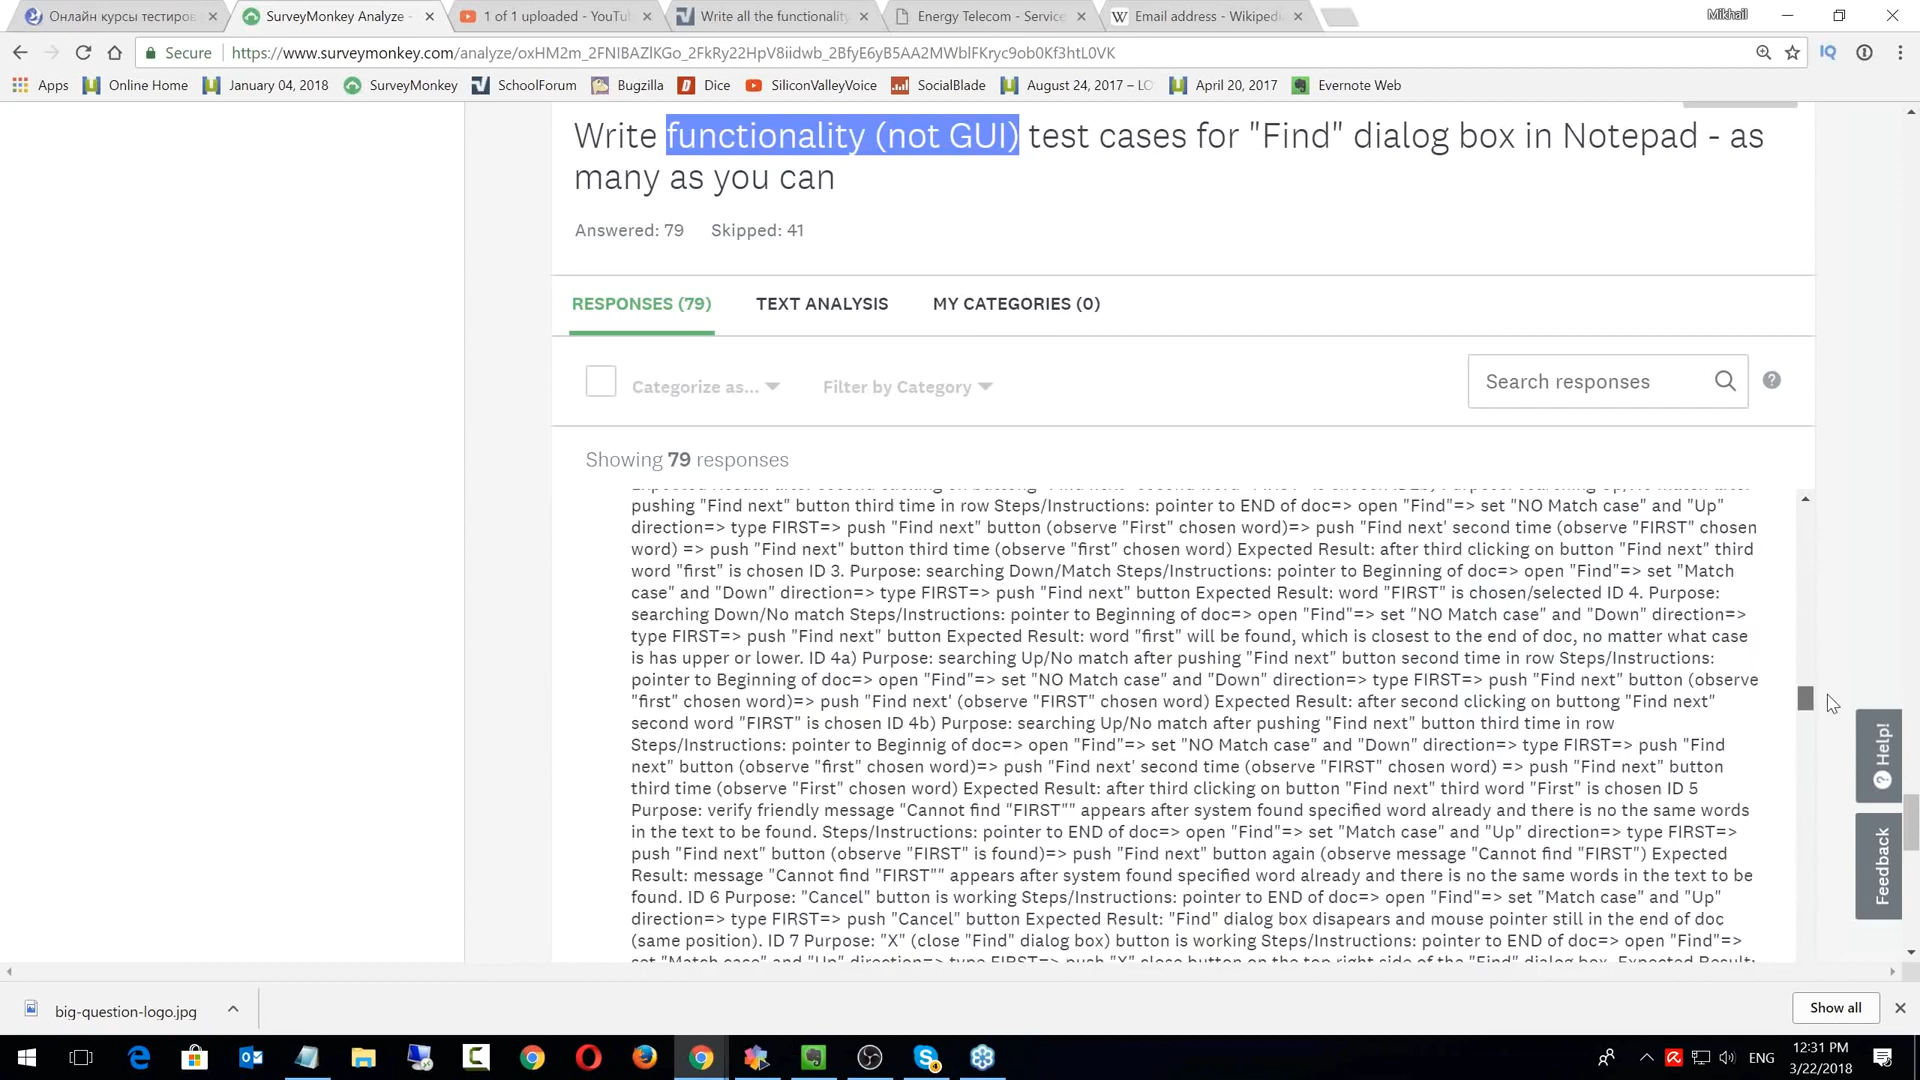 Онлайн курсы тестиров
SurveyMonkey Analyze -
1 of 1 uploaded - YouTu
Write all the functionality
Energy Telecom - Service
Email address - Wikipedi
Mikhail
Secure
https://www.surveymonkey.com/analyze/oxHM2m_2FNIBAZlKGo_2FkRy22HpV8iidwb_2BfyE6yB5AA2MWblFKryc9ob0Kf3htL0VK
Apps
Online Home
January 04, 2018
SurveyMonkey
SchoolForum
Bugzilla
Dice
SiliconValleyVoice
SocialBlade
August 24, 2017 – LO
April 20, 2017
Evernote Web
Write functionality (not GUI) test cases for "Find" dialog box in Notepad - as
many as you can
Answered: 79 Skipped: 41
RESPONSES (79) TEXT ANALYSIS MY CATEGORIES (0)
Categorize as... Filter by Category
Search responses
Showing 79 responses
pushing "Find next" button third time in row Steps/Instructions: pointer to END of doc=> open "Find"=> set "NO Match case" and "Up"
direction=> type FIRST=> push "Find next" button (observe "First" chosen word)=> push "Find next' second time (observe "FIRST" chosen
word) => push "Find next" button third time (observe "first" chosen word) Expected Result: after third clicking on button "Find next" third
word "first" is chosen ID 3. Purpose: searching Down/Match Steps/Instructions: pointer to Beginning of doc=> open "Find"=> set "Match
case" and "Down" direction=> type FIRST=> push "Find next" button Expected Result: word "FIRST" is chosen/selected ID 4. Purpose:
searching Down/No match Steps/Instructions: pointer to Beginning of doc=> open "Find"=> set "NO Match case" and "Down" direction=>
type FIRST=> push "Find next" button Expected Result: word "first" will be found, which is closest to the end of doc, no matter what case
is has upper or lower. ID 4a) Purpose: searching Up/No match after pushing "Find next" button second time in row Steps/Instructions:
pointer to Beginning of doc=> open "Find"=> set "NO Match case" and "Down" direction=> type FIRST=> push "Find next" button (observe
"first" chosen word)=> push "Find next' (observe "FIRST" chosen word) Expected Result: after second clicking on buttong "Find next"
second word "FIRST" is chosen ID 4b) Purpose: searching Up/No match after pushing "Find next" button third time in row
Steps/Instructions: pointer to Beginnig of doc=> open "Find"=> set "NO Match case" and "Down" direction=> type FIRST=> push "Find
next" button (observe "first" chosen word)=> push "Find next' second time (observe "FIRST" chosen word) => push "Find next" button
third time (observe "First" chosen word) Expected Result: after third clicking on button "Find next" third word "First" is chosen ID 5
Purpose: verify friendly message "Cannot find "FIRST"" appears after system found specified word already and there is no the same words
in the text to be found. Steps/Instructions: pointer to END of doc=> open "Find"=> set "Match case" and "Up" direction=> type FIRST=>
push "Find next" button (observe "FIRST" is found)=> push "Find next" button again (observe message "Cannot find "FIRST") Expected
Result: message "Cannot find "FIRST"" appears after system found specified word already and there is no the same words in the text to be
found. ID 6 Purpose: "Cancel" button is working Steps/Instructions: pointer to END of doc=> open "Find"=> set "Match case" and "Up"
direction=> type FIRST=> push "Cancel" button Expected Result: "Find" dialog box disapears and mouse pointer still in the end of doc
(same position). ID 7 Purpose: "X" (close "Find" dialog box) button is working Steps/Instructions: pointer to END of doc=> open "Find"=>
set "Match case" and "Up" direction=> type FIRST=> push "X" close button on the top right side of the "Find" dialog box. Expected Result:
Help!
Feedback
big-question-logo.jpg
Show all
ENG
12:31 PM
3/22/2018